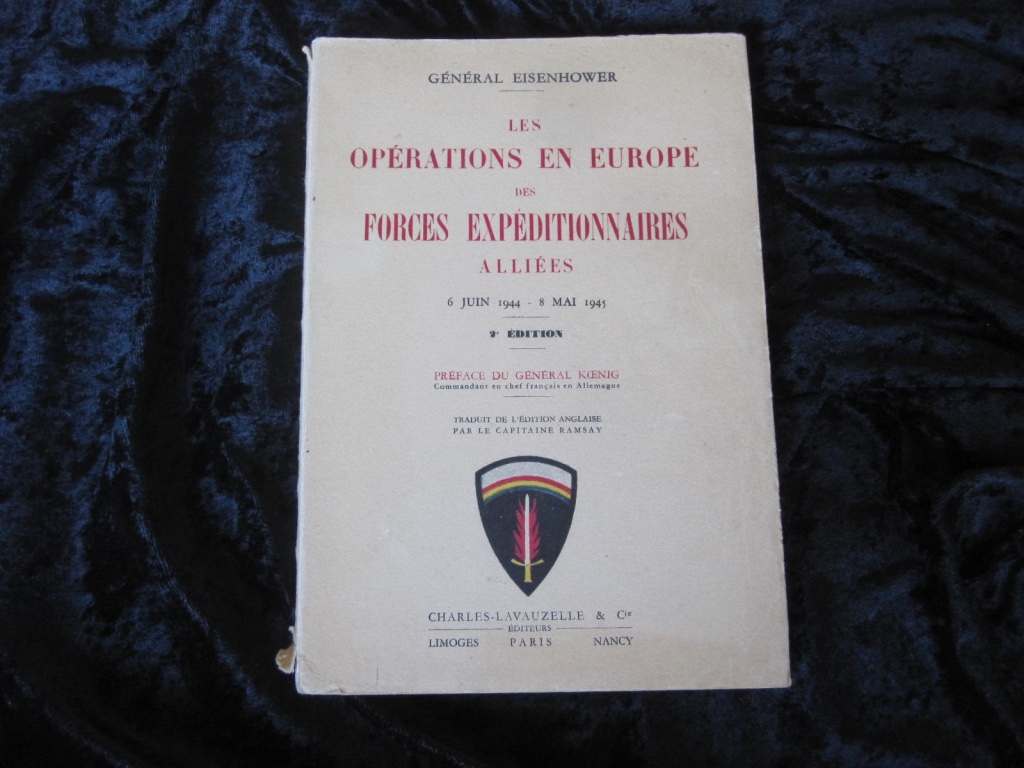 GÉNÉRAL EISENHOWER
LES
OPÉRATIONS EN EUROPE
DES
FORCES EXPÉDITIONNAIRES
ALLIÉES
6 JUIN 1944 - 8 MAI 1945
2e ÉDITION
PRÉFACE DU GÉNÉRAL KŒNIG
Commandant en chef français en Allemagne
TRADUIT DE L'ÉDITION ANGLAISE
PAR LE CAPITAINE RAMSAY
CHARLES-LAVAUZELLE & Cie
ÉDITEURS
LIMOGES PARIS NANCY